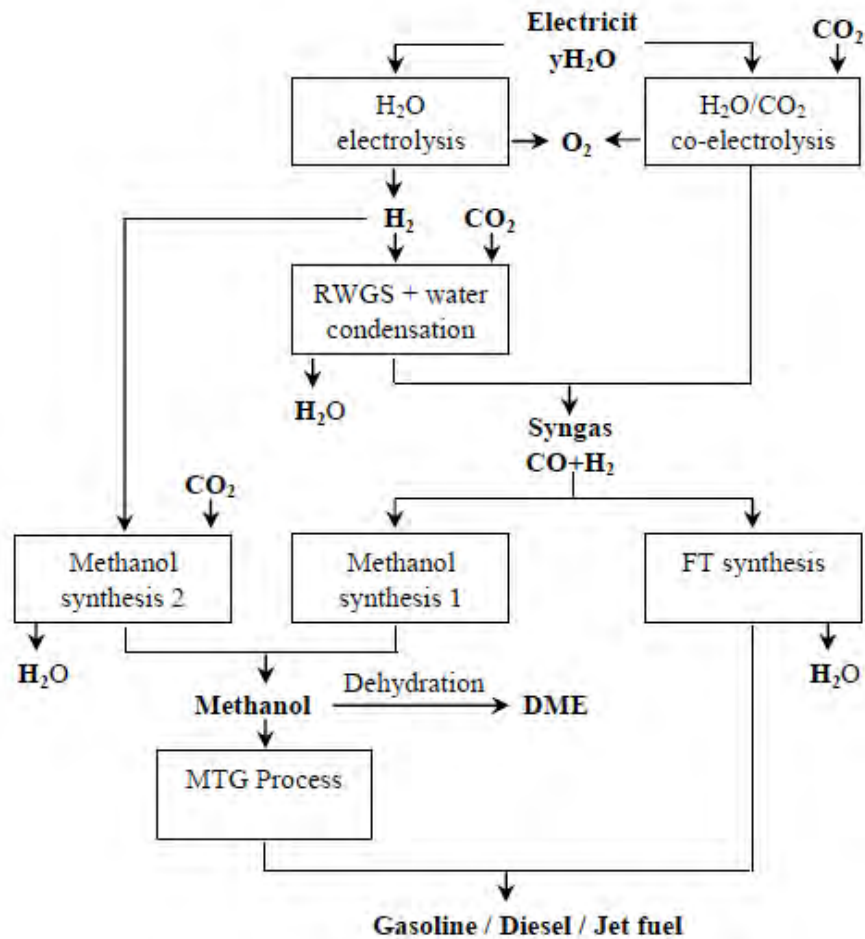 Electricit
yH₂O
CO₂
H₂O
electrolysis
O₂
H₂O/CO₂
co-electrolysis
H₂
CO₂
RWGS + water
condensation
H₂O
Syngas
CO+H₂
CO₂
Methanol
synthesis 2
Methanol
synthesis 1
FT synthesis
H₂O
H₂O
Methanol
Dehydration
DME
MTG Process
Gasoline / Diesel / Jet fuel